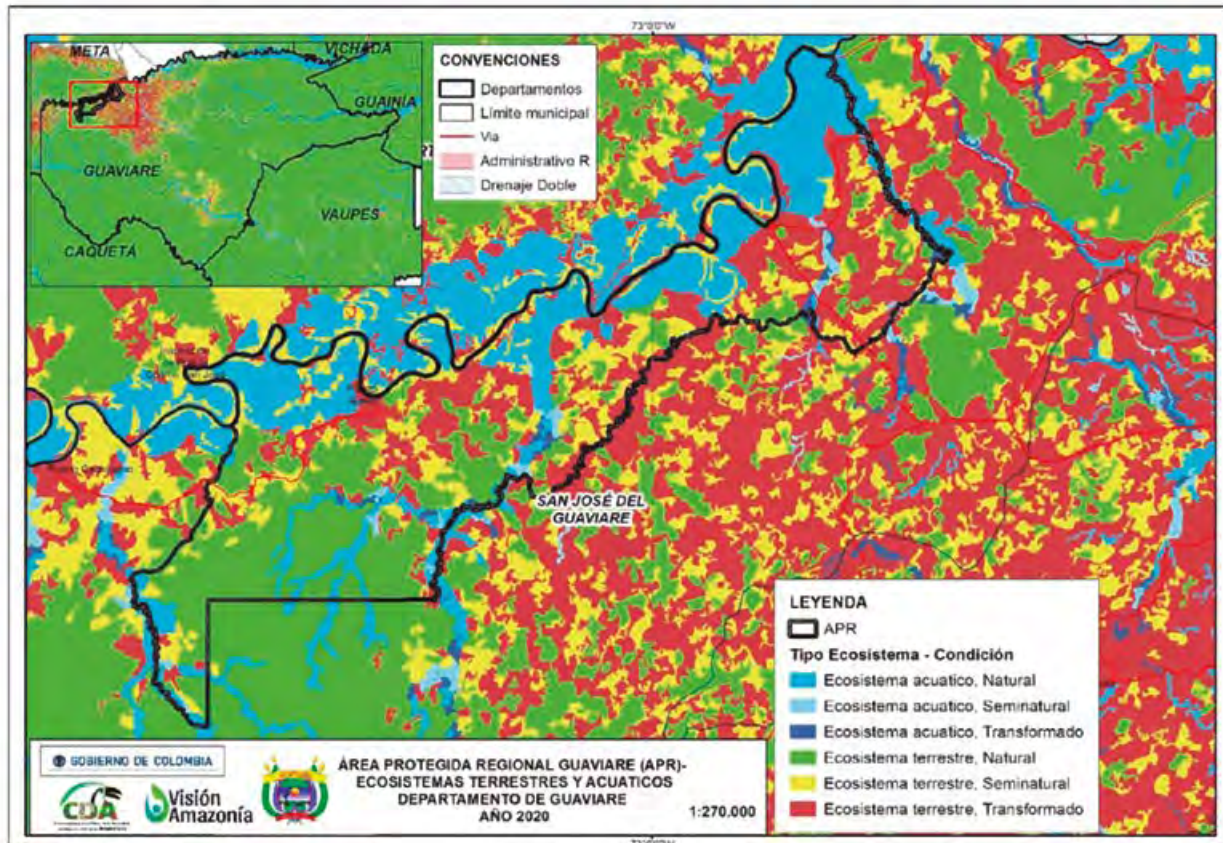 73°0'0"W
META
VICHADA
GUAINÍA
GUAVIARE
VAUPÉS
CAQUETÁ
CONVENCIONES
Departamentos
Límite municipal
Via
Administrativo R
Drenaje Doble
SAN JOSÉ DEL
GUAVIARE
LEYENDA
APR
Tipo Ecosistema - Condición
Ecosistema acuatico, Natural
Ecosistema acuatico, Seminatural
Ecosistema acuatico, Transformado
Ecosistema terrestre, Natural
Ecosistema terrestre, Seminatural
Ecosistema terrestre, Transformado
GOBIERNO DE COLOMBIA
CDA
Visión
Amazonía
ÁREA PROTEGIDA REGIONAL GUAVIARE (APR)-
ECOSISTEMAS TERRESTRES Y ACUATICOS
DEPARTAMENTO DE GUAVIARE
AÑO 2020
1:270.000